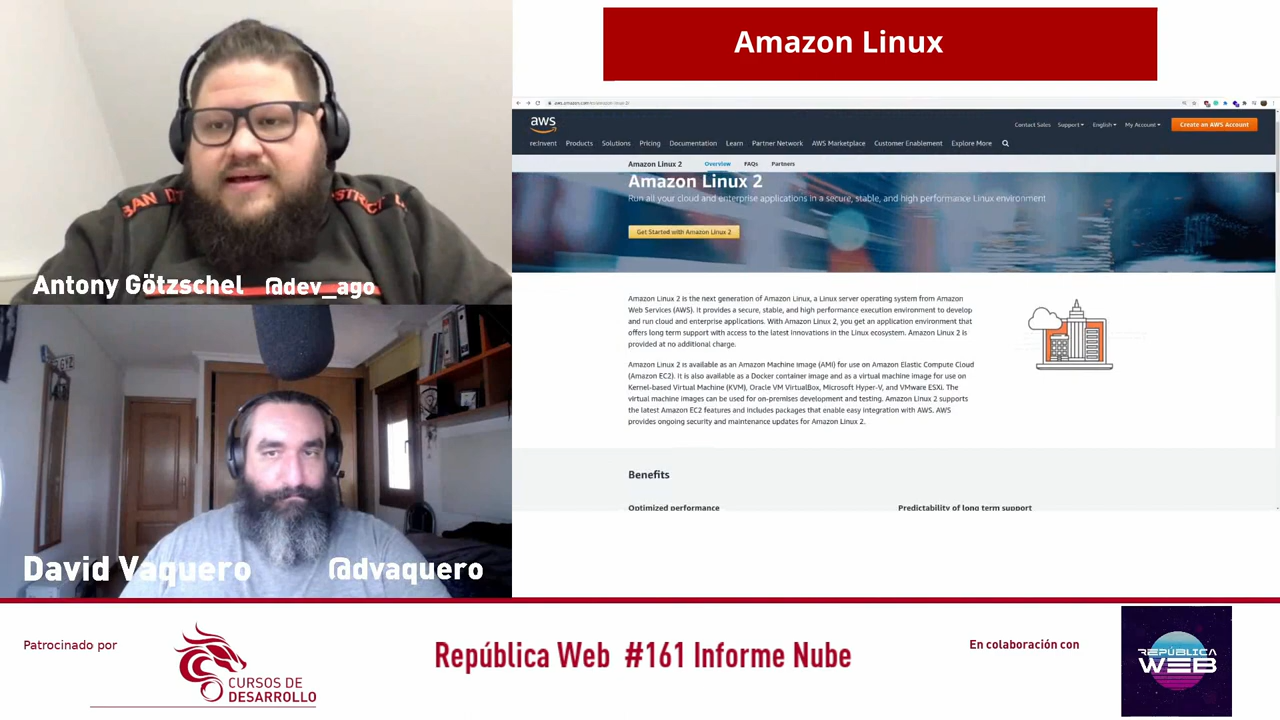 Amazon Linux
BAN DI STRICT
Antony Götzschel @dev_ago
David Vaquero @dvaquero
aws
Contact Sales Support English My Account Create an AWS Account
re:Invent Products Solutions Pricing Documentation Learn Partner Network AWS Marketplace Customer Enablement Explore More
Amazon Linux 2 Overview FAQs Partners
Amazon Linux 2
Run all your cloud and enterprise applications in a secure, stable, and high performance Linux environment
Get Started with Amazon Linux 2
Amazon Linux 2 is the next generation of Amazon Linux, a Linux server operating system from Amazon
Web Services (AWS). It provides a secure, stable, and high performance execution environment to develop
and run cloud and enterprise applications. With Amazon Linux 2, you get an application environment that
offers long term support with access to the latest innovations in the Linux ecosystem. Amazon Linux 2 is
provided at no additional charge.
Amazon Linux 2 is available as an Amazon Machine Image (AMI) for use on Amazon Elastic Compute Cloud
(Amazon EC2). It is also available as a Docker container image and as a virtual machine image for use on
Kernel-based Virtual Machine (KVM), Oracle VM VirtualBox, Microsoft Hyper-V, and VMware ESXi. The
virtual machine images can be used for on-premises development and testing. Amazon Linux 2 supports
the latest Amazon EC2 features and includes packages that enable easy integration with AWS. AWS
provides ongoing security and maintenance updates for Amazon Linux 2.
Benefits
Optimized performance Predictability of long term support
Patrocinado por
CURSOS DE
DESARROLLO
República Web #161 Informe Nube
En colaboración con
REPÚBLICA
WEB